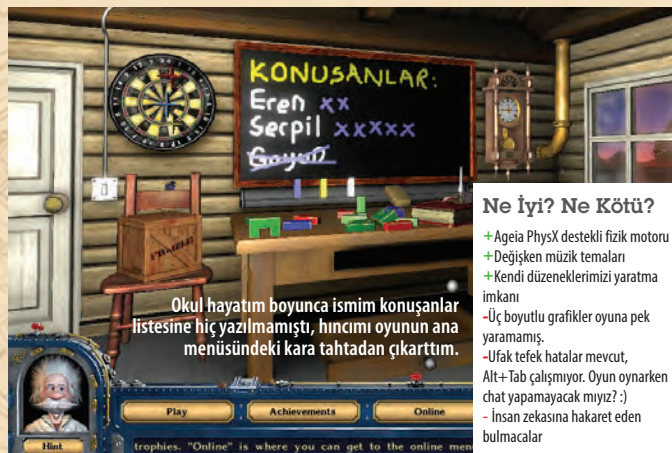 KONUSANLAR:
Eren xx
Serpil xxxxx
Okul hayatım boyunca ismim konuşanlar
listesine hiç yazılmamıştı, hıncımı oyunun ana
menüsündeki kara tahtadan çıkarttım.
Play
Achievements
Online
Hint
trophies. "Online" is where you can get to the online men
Ne İyi? Ne Kötü?
+Ageia PhysX destekli fizik motoru
+Değişken müzik temaları
+Kendi düzeneklerimizi yaratma
imkanı
-Üç boyutlu grafikler oyuna pek
yaramamış.
-Ufak tefek hatalar mevcut,
Alt+Tab çalışmıyor. Oyun oynarken
chat yapamayacak mıyız? :)
- İnsan zekasına hakaret eden
bulmacalar